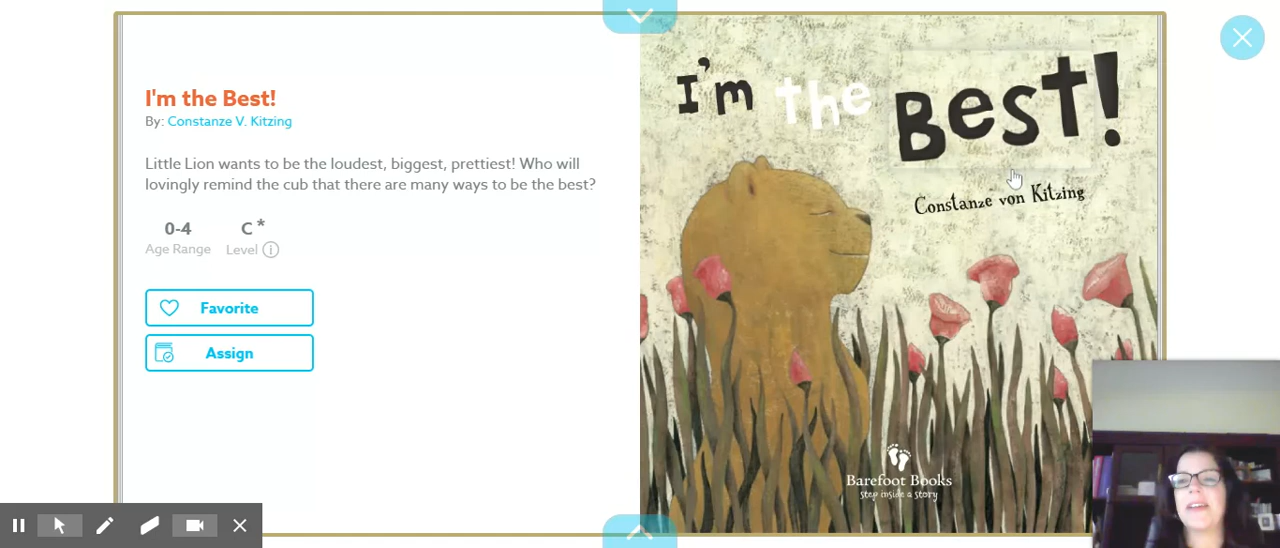 I'm the Best!
By: Constanze V. Kitzing
Little Lion wants to be the loudest, biggest, prettiest! Who will
lovingly remind the cub that there are many ways to be the best?
0-4
C *
Age Range
Level i
Favorite
Assign
I'm the Best!
Constanze von Kitzing
Barefoot Books
step inside a story